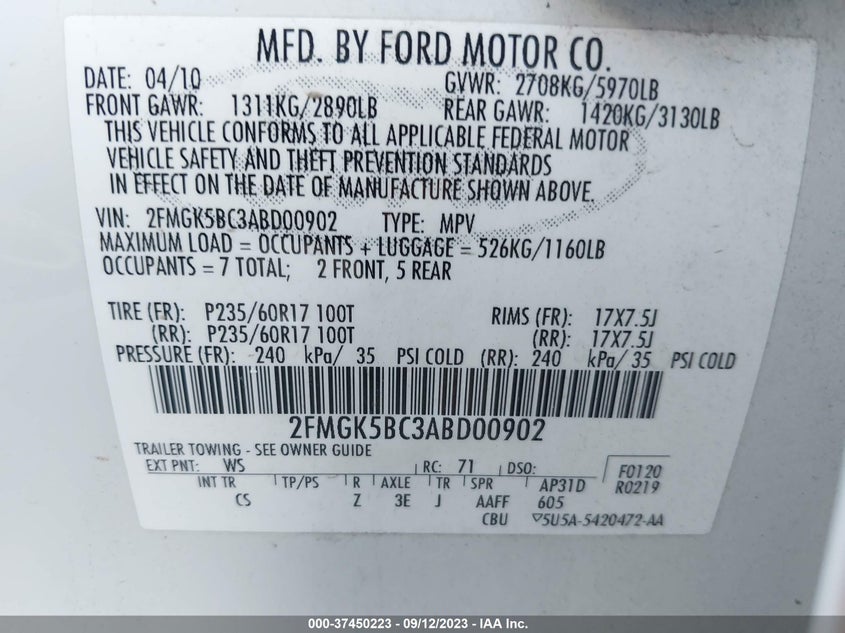 MFD. BY FORD MOTOR CO.
DATE: 04/10 GVWR: 2708KG/5970LB
FRONT GAWR: 1311KG/2890LB REAR GAWR: 1420KG/3130LB
THIS VEHICLE CONFORMS TO ALL APPLICABLE FEDERAL MOTOR
VEHICLE SAFETY AND THEFT PREVENTION STANDARDS
IN EFFECT ON THE DATE OF MANUFACTURE SHOWN ABOVE.
VIN: 2FMGK5BC3ABD00902 TYPE: MPV
MAXIMUM LOAD = OCCUPANTS + LUGGAGE = 526KG/1160LB
OCCUPANTS = 7 TOTAL; 2 FRONT, 5 REAR
TIRE (FR): P235/60R17 100T RIMS (FR): 17X7.5J
(RR): P235/60R17 100T (RR): 17X7.5J
PRESSURE (FR): 240 kPa/ 35 PSI COLD (RR): 240 kPa/ 35 PSI COLD
2FMGK5BC3ABD00902
TRAILER TOWING - SEE OWNER GUIDE
EXT PNT: WS RC: 71 DSO: F0120
INT TR TP/PS R AXLE TR SPR AP31D R0219
CS Z 3E J AAFF 605
CBU ▽5U5A-5420472-AA
000-37450223 - 09/12/2023 - IAA Inc.